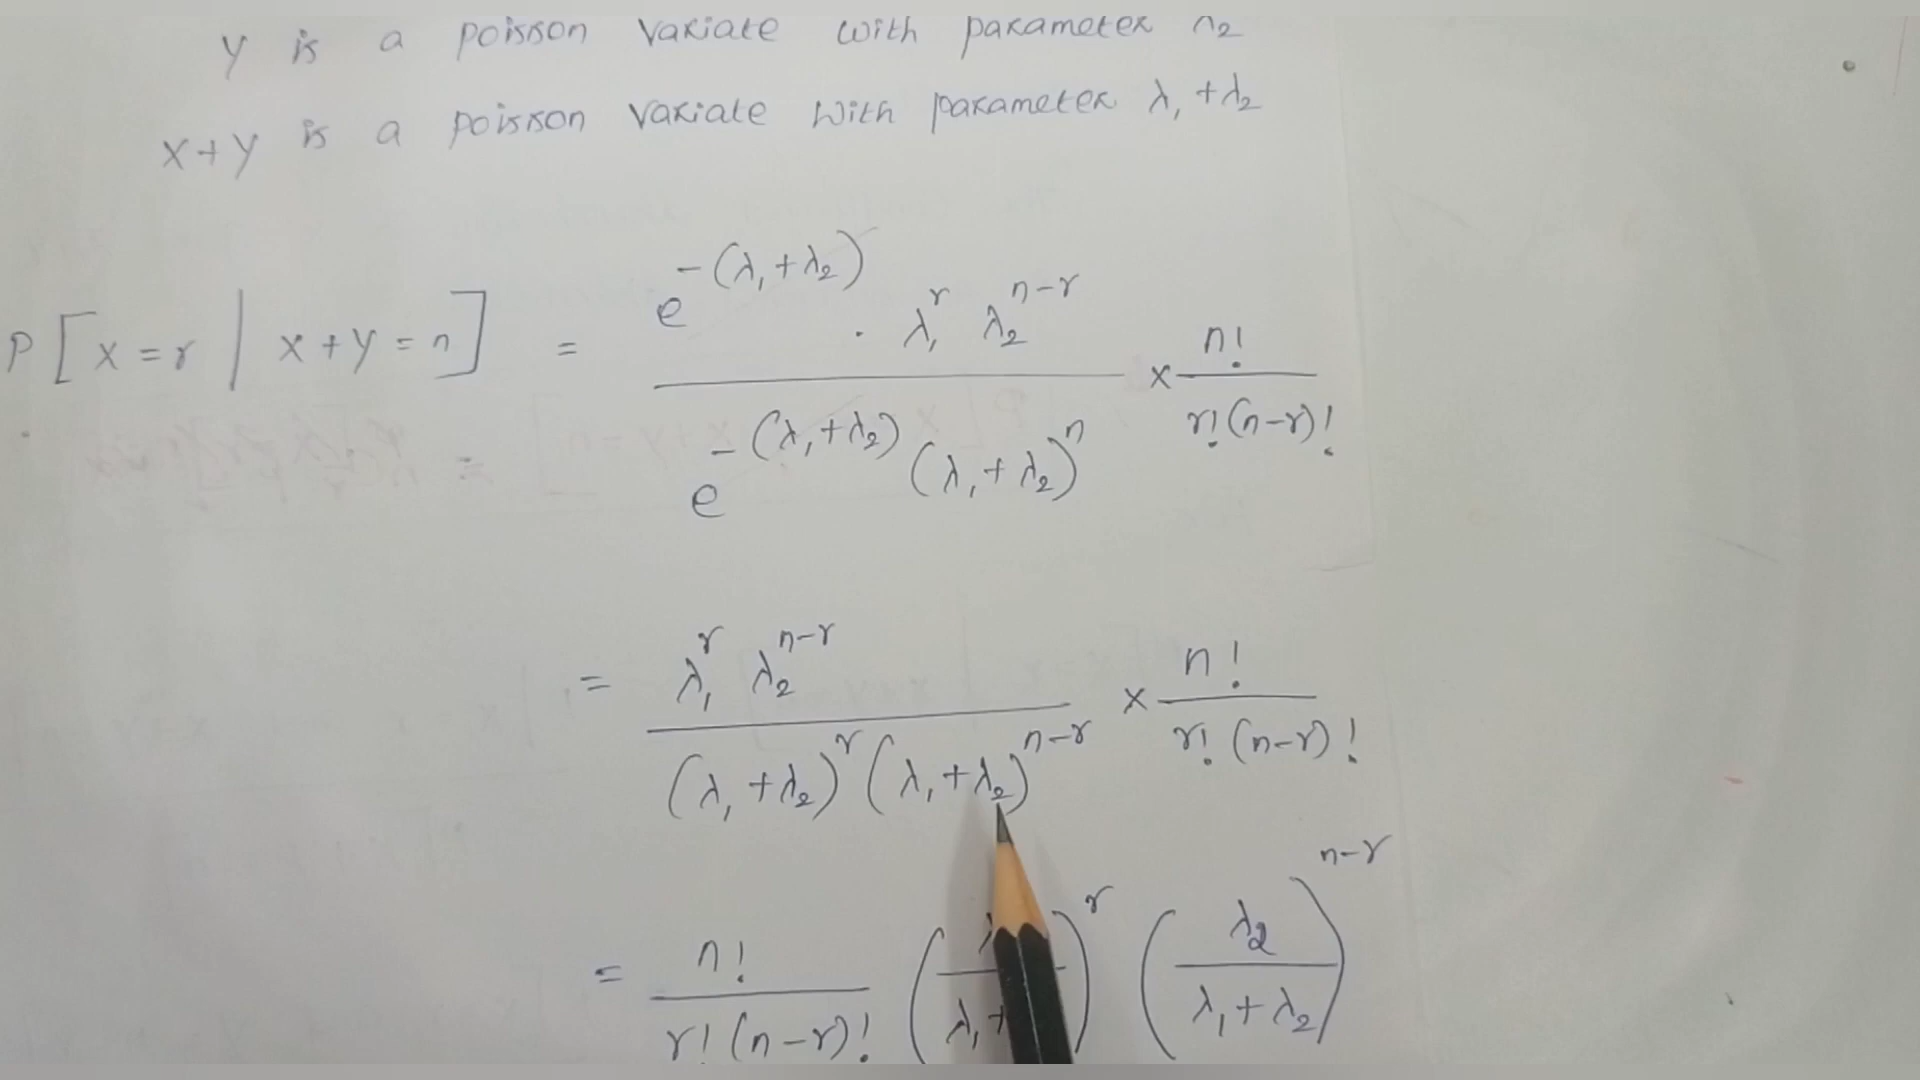 y is a poisson variate with parameter λ₂
x+y is a poisson variate with parameter λ₁+λ₂
P[x=r | x+y=n] = e^{-(λ₁+λ₂)} · λ₁^r λ₂^{n-r} / e^{-(λ₁+λ₂)} (λ₁+λ₂)^n × n! / r!(n-r)!
= λ₁^r λ₂^{n-r} / (λ₁+λ₂)^r (λ₁+λ₂)^{n-r} × n! / r!(n-r)!
= n! / r!(n-r)! (λ / λ₁+)^r (λ₂ / λ₁+λ₂)^{n-r}